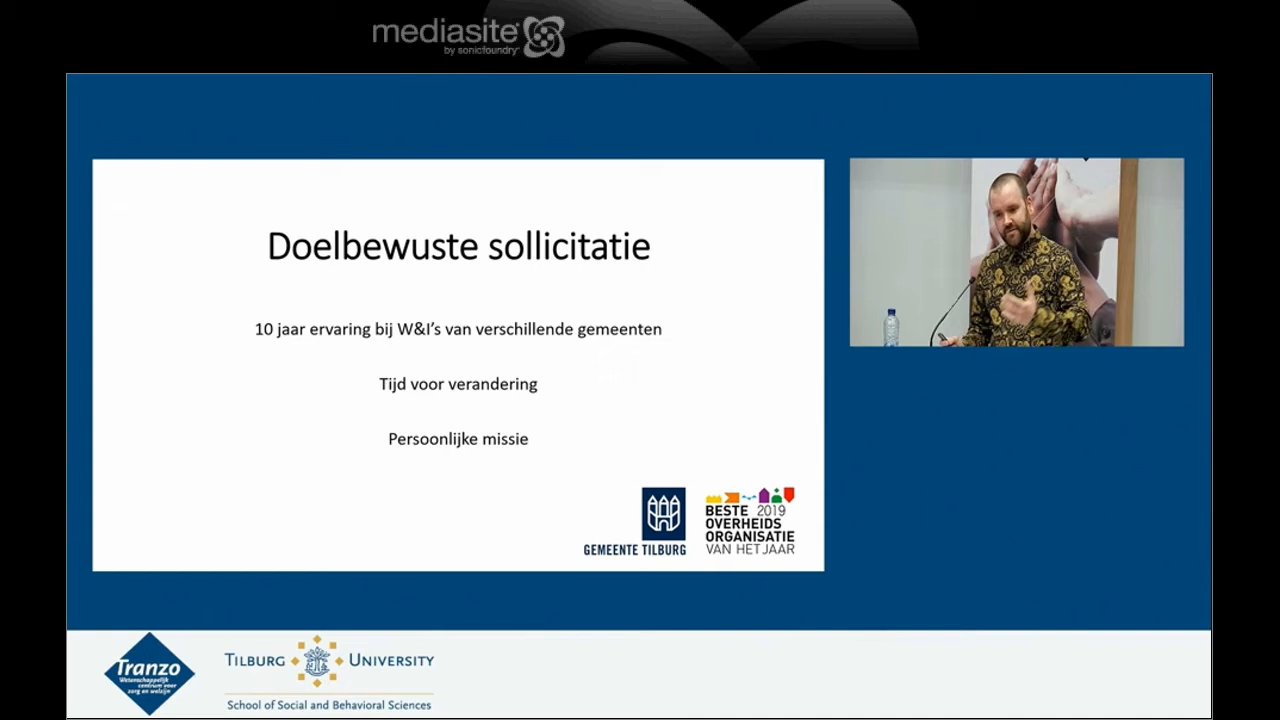 mediasite
by sonicfoundry
Doelbewuste sollicitatie
10 jaar ervaring bij W&I’s van verschillende gemeenten
Tijd voor verandering
Persoonlijke missie
GEMEENTE TILBURG
BESTE 2019
OVERHEIDS
ORGANISATIE
VAN HET JAAR
Tranzo
Wetenschappelijk
centrum voor
zorg en welzijn
TILBURG UNIVERSITY
School of Social and Behavioral Sciences